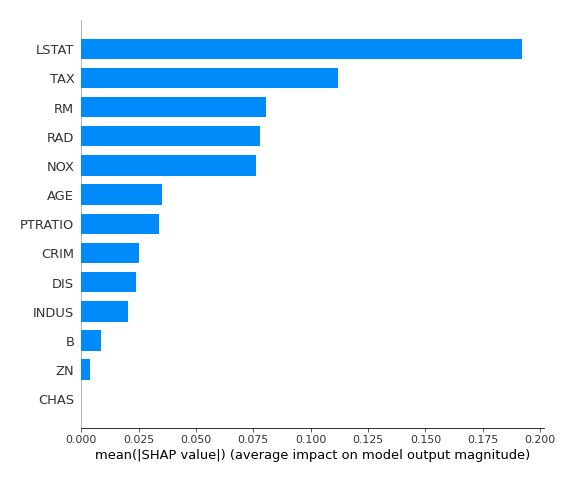 LSTAT
TAX
RM
RAD
NOX
AGE
PTRATIO
CRIM
DIS
INDUS
B
ZN
CHAS
0.000 0.025 0.050 0.075 0.100 0.125 0.150 0.175 0.200
mean(|SHAP value|) (average impact on model output magnitude)